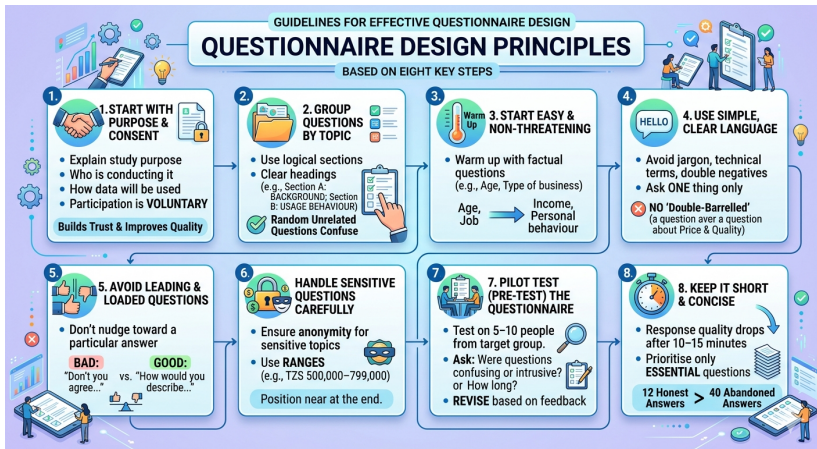 GUIDELINES FOR EFFECTIVE QUESTIONNAIRE DESIGN
QUESTIONNAIRE DESIGN PRINCIPLES
BASED ON EIGHT KEY STEPS
1.
1. START WITH
PURPOSE &
CONSENT
• Explain study purpose
• Who is conducting it
• How data will be used
• Participation is VOLUNTARY
Builds Trust & Improves Quality
2.
2. GROUP
QUESTIONS
BY TOPIC
• Use logical sections
• Clear headings
(e.g., Section A:
BACKGROUND; Section
B: USAGE BEHAVIOUR)
Random Unrelated
Questions Confuse
3.
Warm
Up
3. START EASY &
NON-THREATENING
• Warm up with factual
questions
(e.g., Age, Type of business)
Age,
Job
Income,
Personal
behaviour
4.
HELLO
4. USE SIMPLE,
CLEAR LANGUAGE
• Avoid jargon, technical
terms, double negatives
• Ask ONE thing only
NO 'Double-Barrelled'
(a question aver a question
about Price & Quality)
5.
5. AVOID LEADING &
LOADED QUESTIONS
• Don't nudge toward a
particular answer
BAD:
"Don't you
agree..."
vs.
GOOD:
"How would you
describe..."
6.
HANDLE SENSITIVE
QUESTIONS
CAREFULLY
• Ensure anonymity for
sensitive topics
• Use RANGES
(e.g., TZS 500,000–799,000)
Position near at the end.
7
7. PILOT TEST
(PRE-TEST) THE
QUESTIONNAIRE
• Test on 5–10 people
from target group.
• Ask: Were questions
confusing or intrusive?
or How long?
• REVISE based on feedback
8.
8. KEEP IT SHORT
& CONCISE
• Response quality drops
after 10–15 minutes
• Prioritise only
ESSENTIAL questions
12 Honest
Answers
>
40 Abandoned
Answers